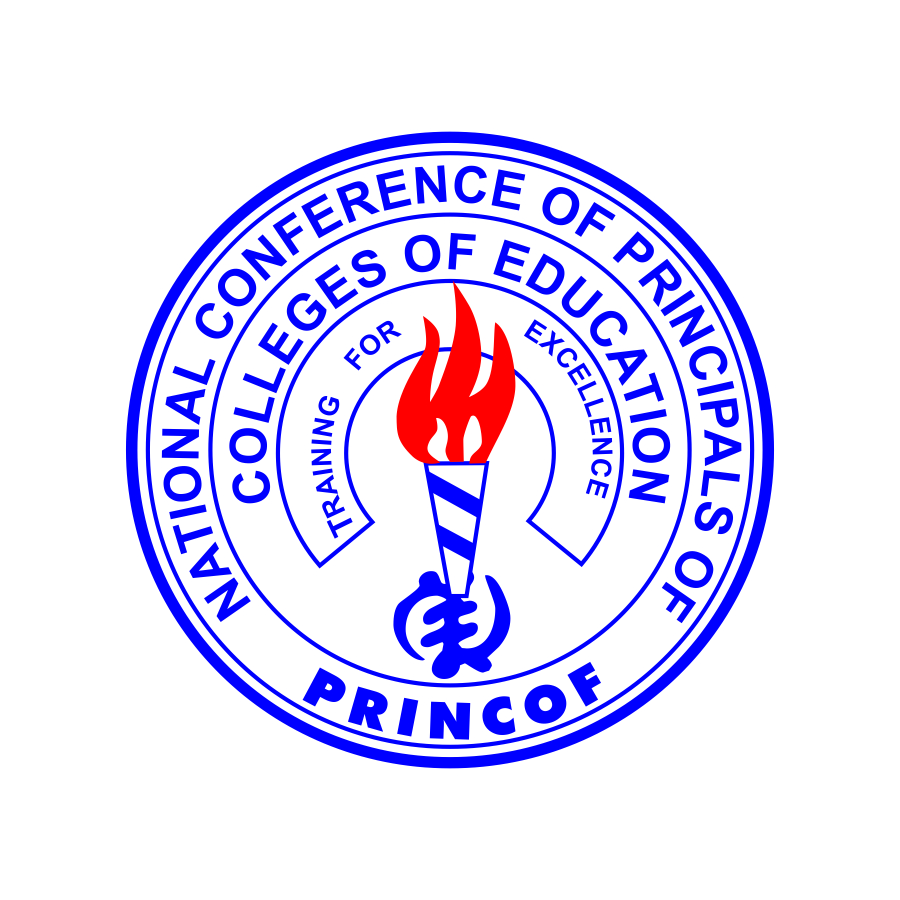 NATIONAL CONFERENCE OF PRINCIPALS OF
COLLEGES OF EDUCATION
TRAINING FOR EXCELLENCE
PRINCOF